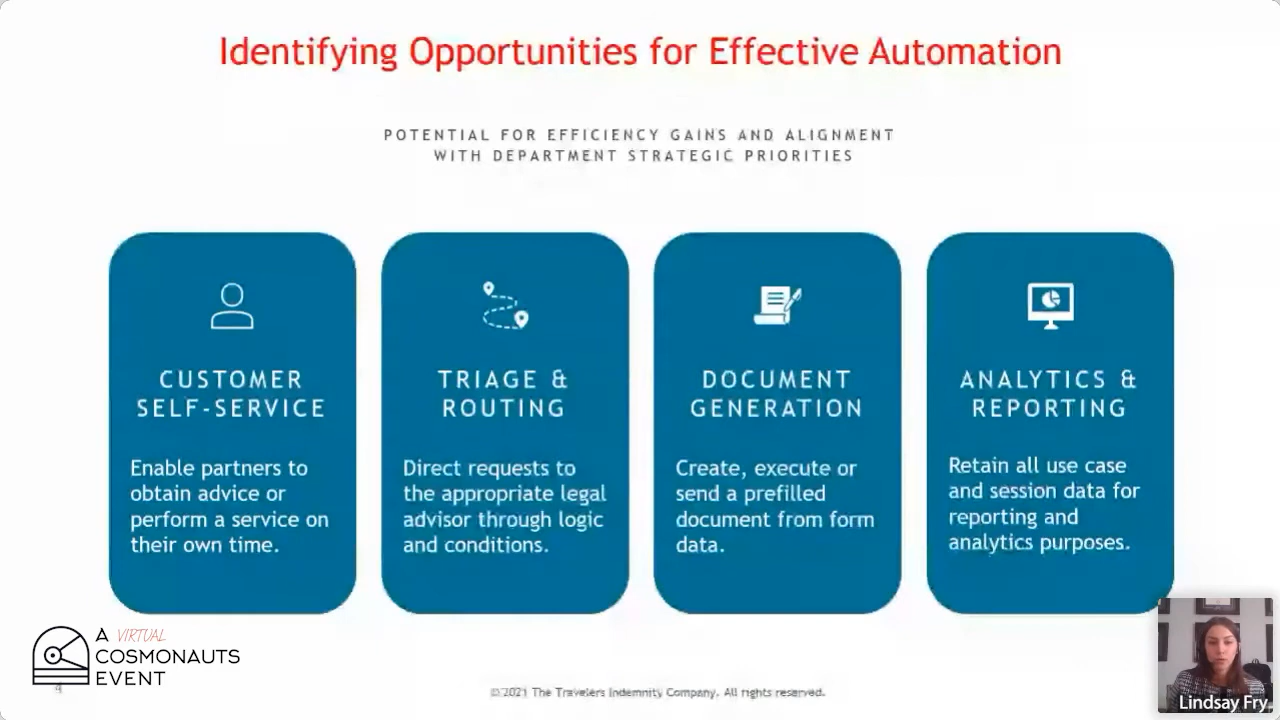 Identifying Opportunities for Effective Automation
POTENTIAL FOR EFFICIENCY GAINS AND ALIGNMENT
WITH DEPARTMENT STRATEGIC PRIORITIES
CUSTOMER
SELF-SERVICE
Enable partners to
obtain advice or
perform a service on
their own time.
TRIAGE &
ROUTING
Direct requests to
the appropriate legal
advisor through logic
and conditions.
DOCUMENT
GENERATION
Create, execute or
send a prefilled
document from form
data.
ANALYTICS &
REPORTING
Retain all use case
and session data for
reporting and
analytics purposes.
A VIRTUAL
COSMONAUTS
EVENT
4
© 2021 The Travelers Indemnity Company. All rights reserved.
Lindsay Fry